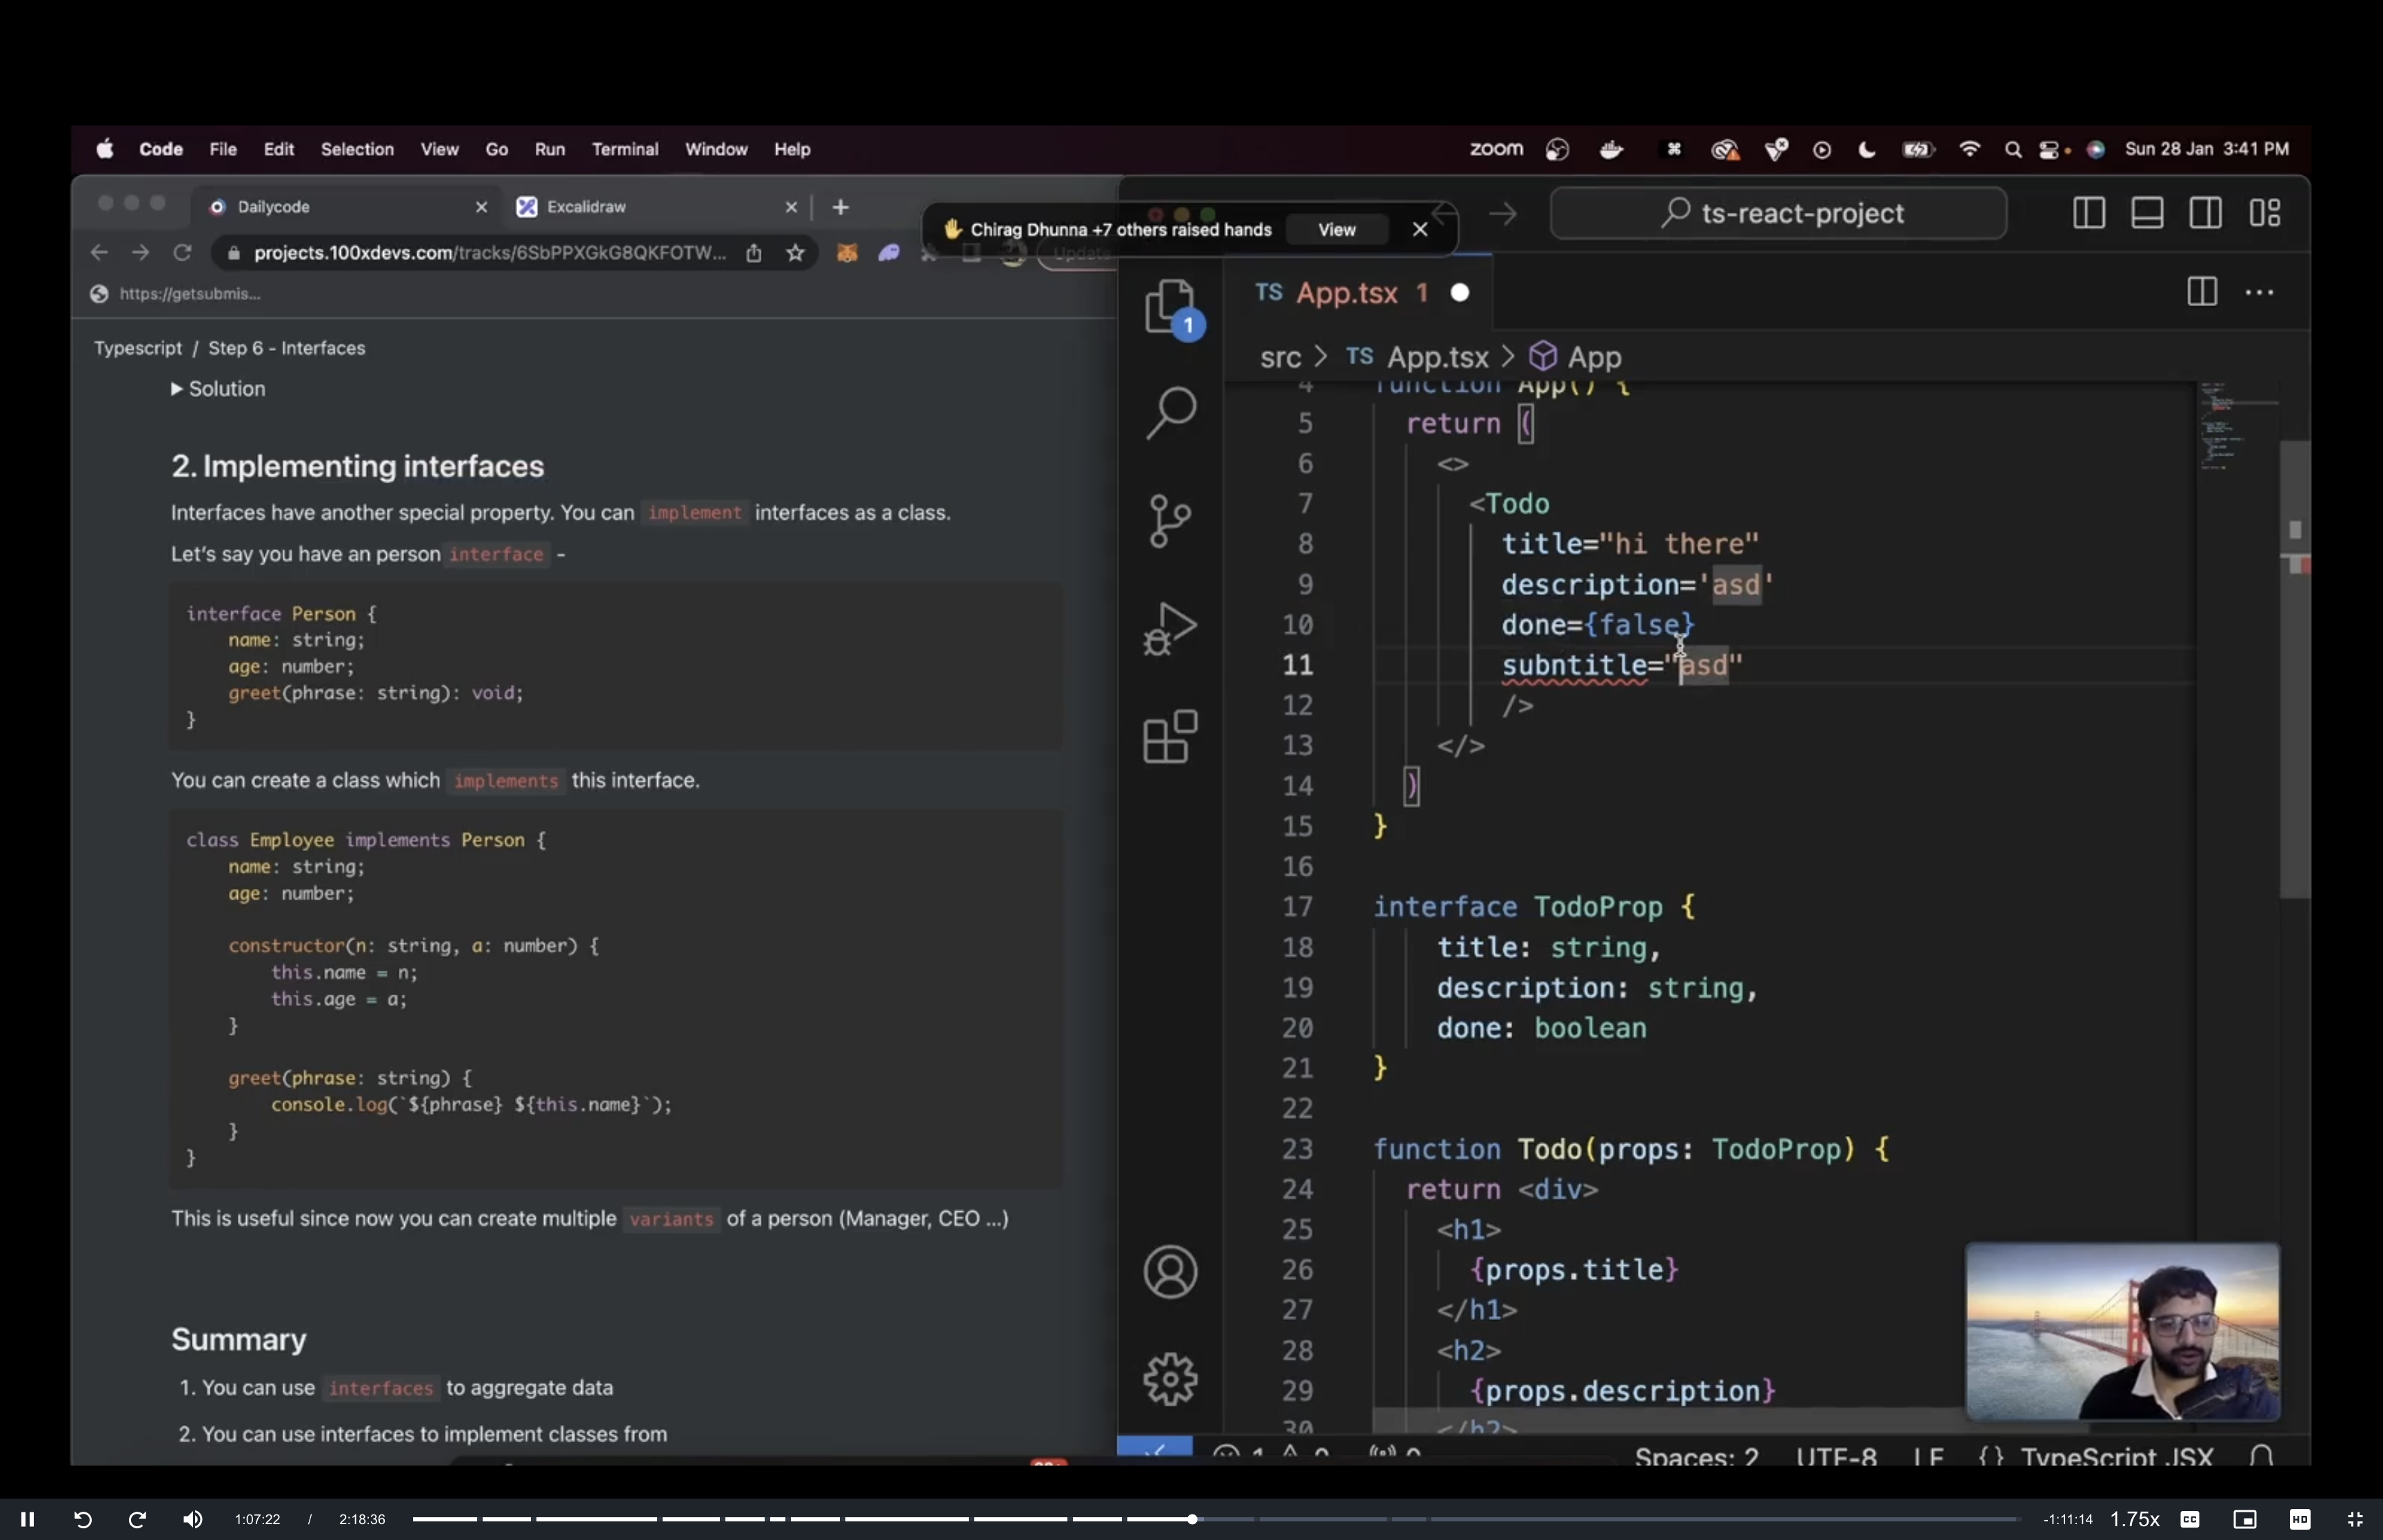 Code File Edit Selection View Go Run Terminal Window Help
zoom Sun 28 Jan 3:41 PM
Dailycode Excalidraw
projects.100xdevs.com/tracks/6SbPPXGkG8QKFOTW...
Update
https://getsubmis...
Chirag Dhunna +7 others raised hands View
Typescript / Step 6 - Interfaces
Solution
2. Implementing interfaces
Interfaces have another special property. You can implement interfaces as a class.
Let's say you have an person interface -
interface Person {
name: string;
age: number;
greet(phrase: string): void;
}
You can create a class which implements this interface.
class Employee implements Person {
name: string;
age: number;
constructor(n: string, a: number) {
this.name = n;
this.age = a;
}
greet(phrase: string) {
console.log(`${phrase} ${this.name}`);
}
}
This is useful since now you can create multiple variants of a person (Manager, CEO ...)
Summary
1. You can use interfaces to aggregate data
2. You can use interfaces to implement classes from
ts-react-project
1
TS App.tsx 1
src > TS App.tsx > App
4 function App() {
5 return (
6 <>
7 <Todo
8 title="hi there"
9 description='asd'
10 done={false}
11 subntitle="asd"
12 />
13 </>
14 )
15 }
16
17 interface TodoProp {
18 title: string,
19 description: string,
20 done: boolean
21 }
22
23 function Todo(props: TodoProp) {
24 return <div>
25 <h1>
26 {props.title}
27 </h1>
28 <h2>
29 {props.description}
30 </h2>
1 0 0 Spaces: 2 UTF-8 LF {} TypeScript JSX
1:07:22 / 2:18:36 -1:11:14 1.75x CC HD